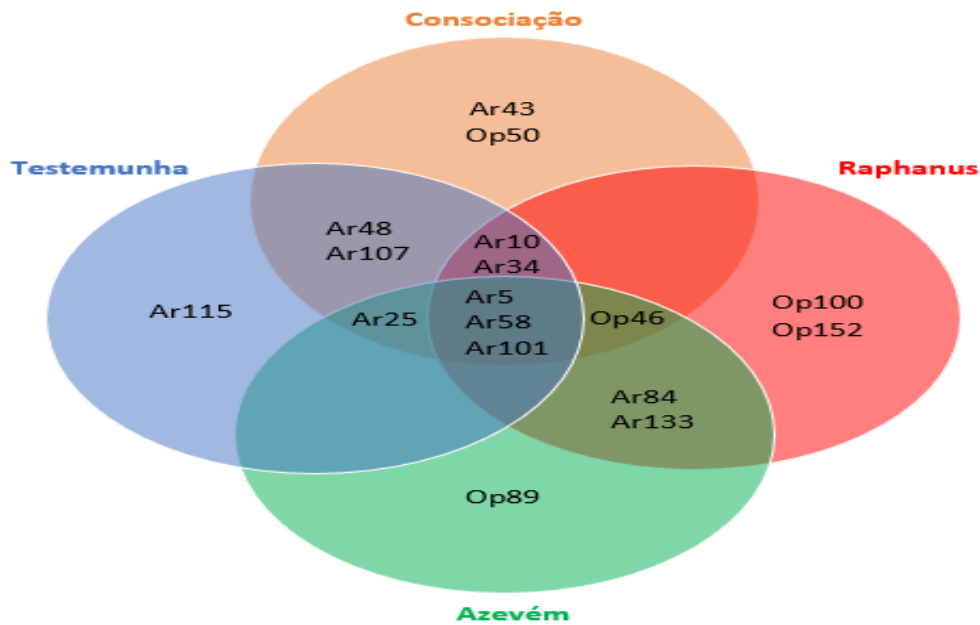 Consociação
Ar43
Op50
Testemunha
Raphanus
Ar48
Ar107
Ar10
Ar34
Ar115
Ar25
Ar5
Ar58
Ar101
Op46
Op100
Op152
Ar84
Ar133
Op89
Azevém